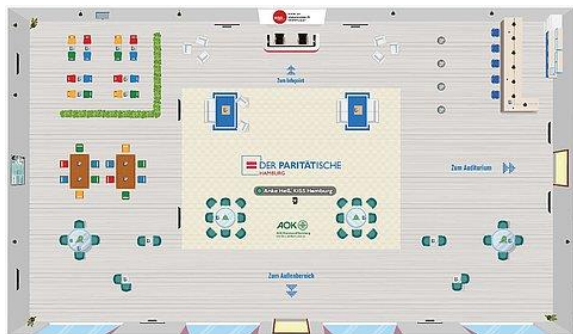 Zum Infopoint
DER PARITÄTISCHE
HAMBURG
Zum Auditorium
Anke Heß, KISS Hamburg
AOK
Zum Außenbereich